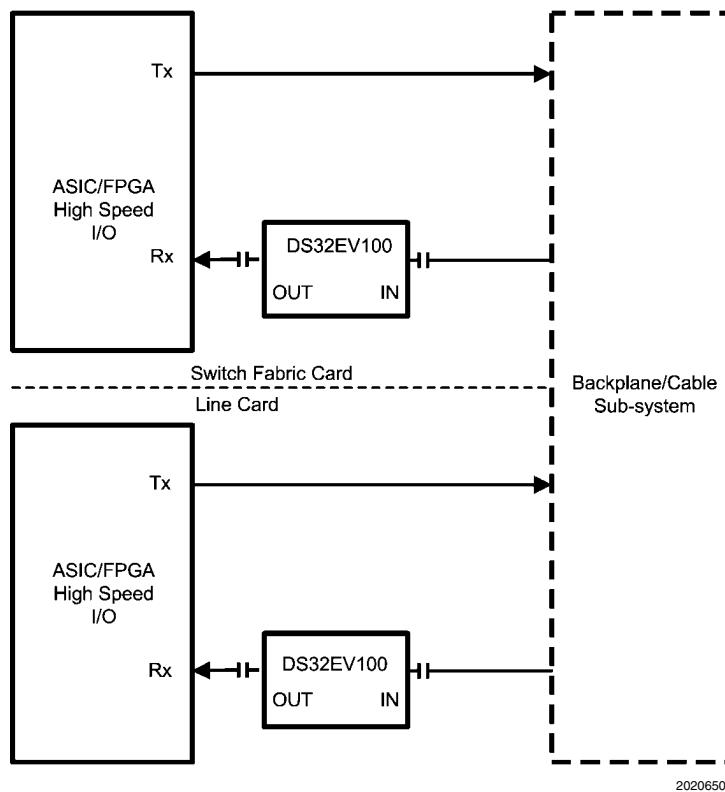 Tx
ASIC/FPGA
High Speed
I/O
Rx
DS32EV100
OUT IN
Switch Fabric Card
Line Card
Backplane/Cable
Sub-system
Tx
ASIC/FPGA
High Speed
I/O
Rx
DS32EV100
OUT IN
2020650